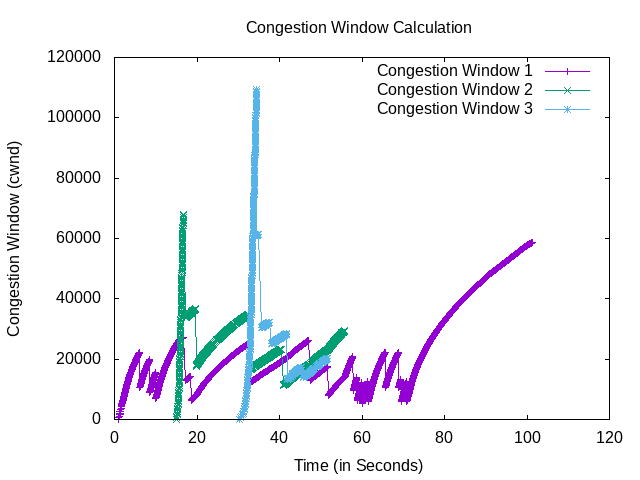 Congestion Window Calculation
120000
100000
80000
60000
40000
20000
0
Congestion Window (cwnd)
Congestion Window 1
Congestion Window 2
Congestion Window 3
0 20 40 60 80 100 120
Time (in Seconds)